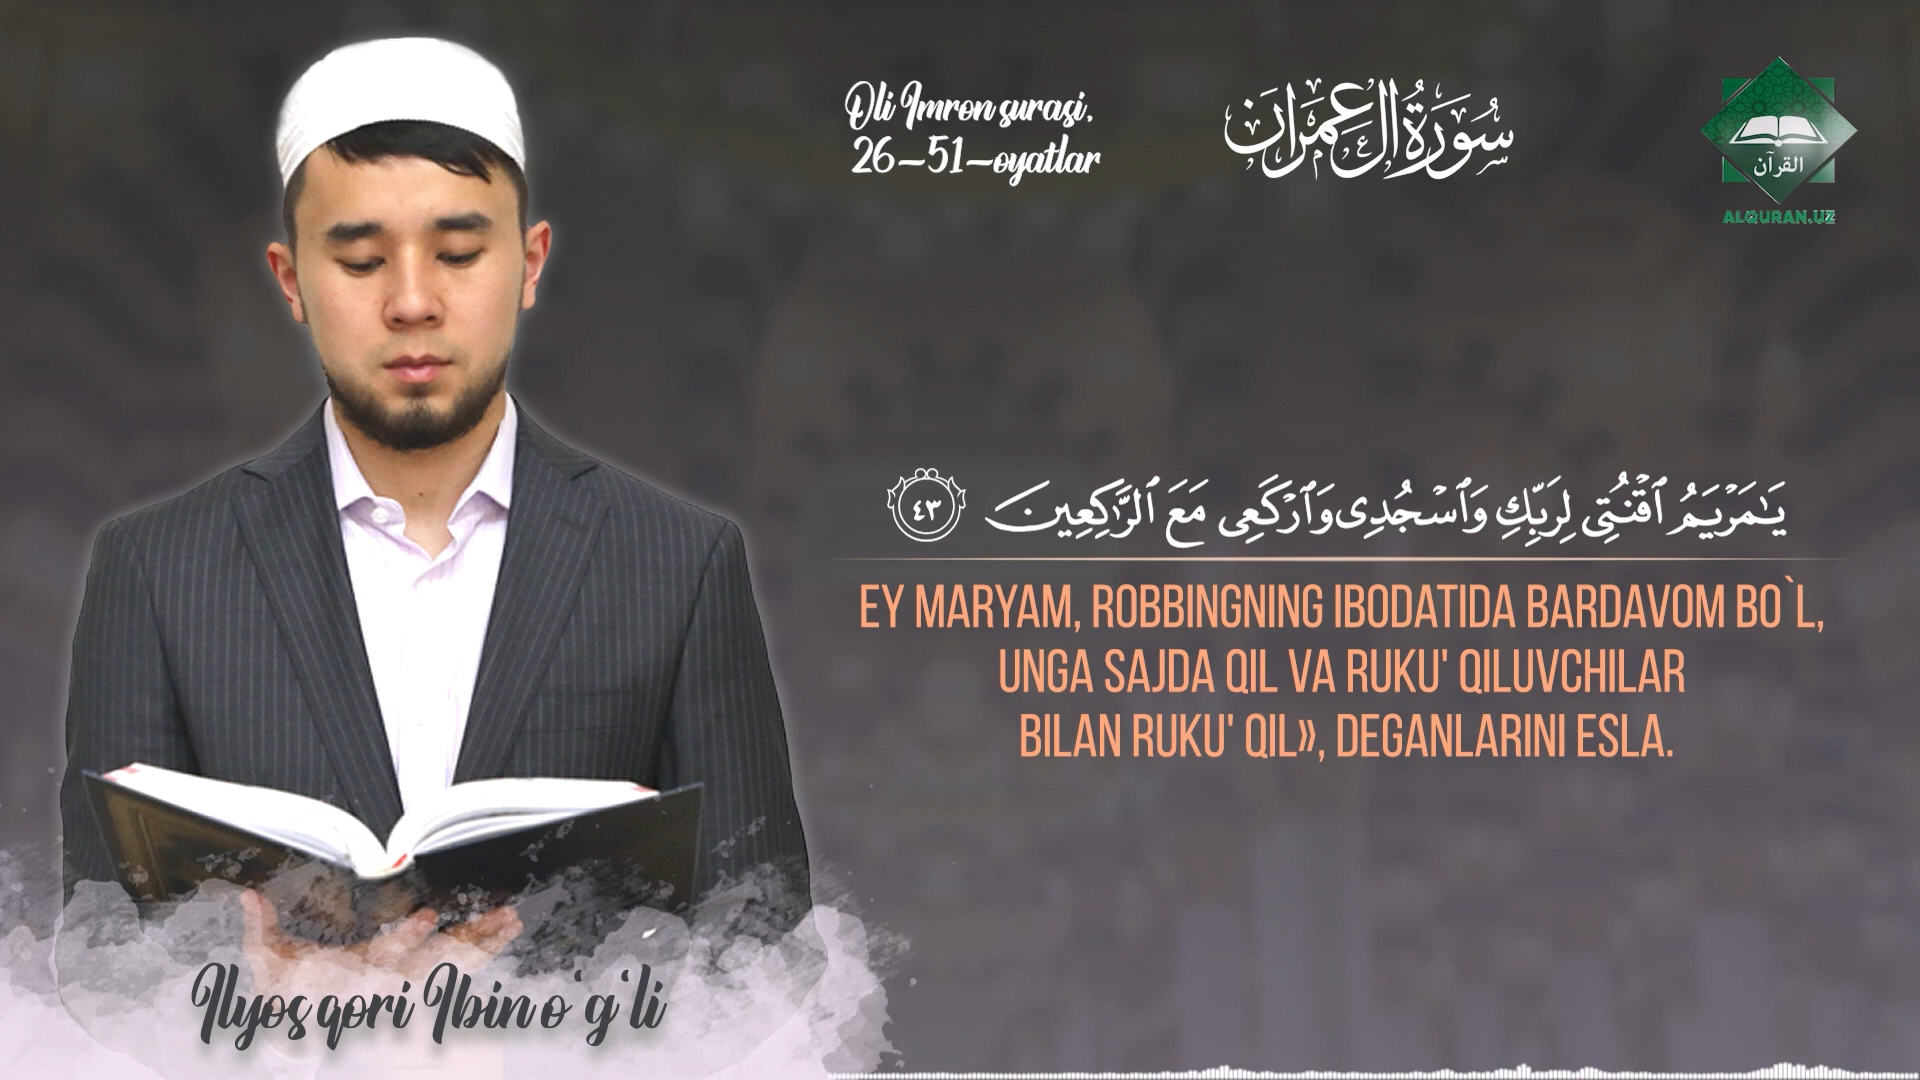 Oli Imron surasi,
26-51-oyatlar
سُورَةُ آلِ عِمْرَان
القرآن
ALQURAN.UZ
يَـٰمَرْيَمُ ٱقْنُتِى لِرَبِّكِ وَٱسْجُدِى وَٱرْكَعِى مَعَ ٱلرَّٰكِعِينَ ٤٣
EY MARYAM, ROBBINGNING IBODATIDA BARDAVOM BO`L,
UNGA SAJDA QIL VA RUKU' QILUVCHILAR
BILAN RUKU' QIL», DEGANLARINI ESLA.
Ilyos qori Ibin o‘g‘li